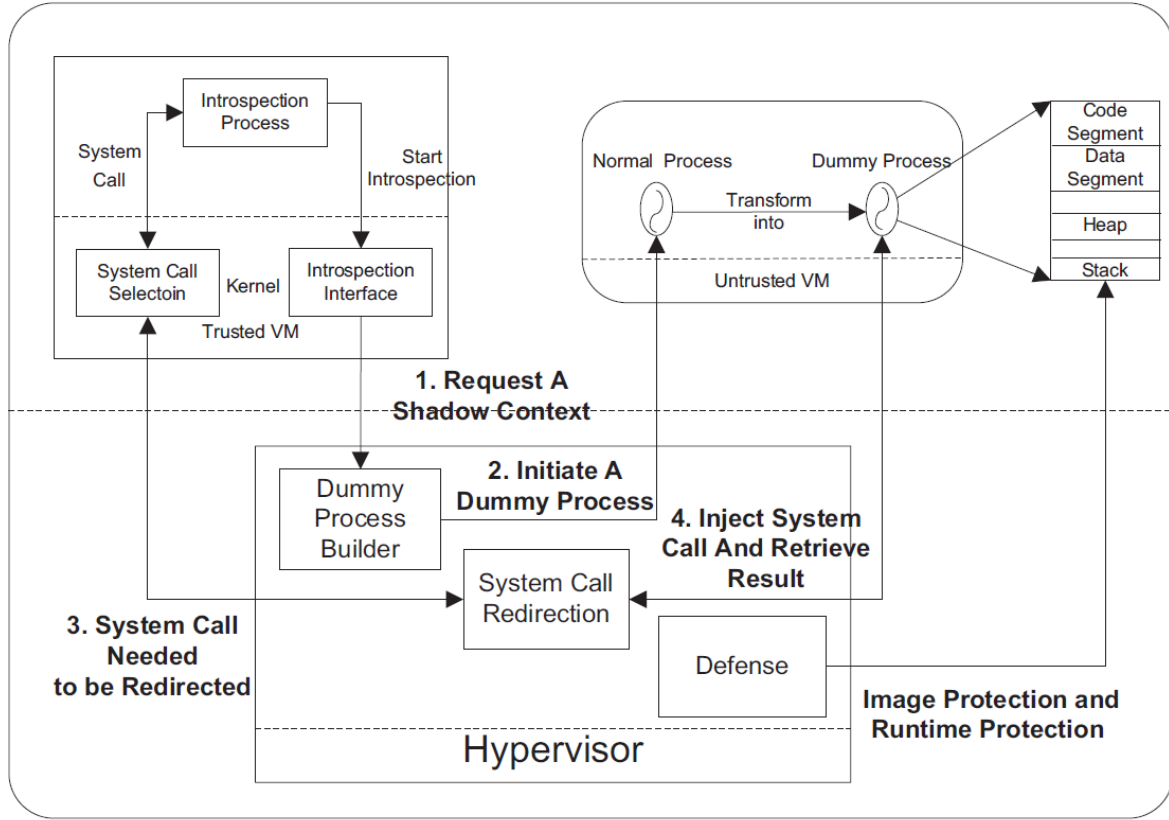 Introspection
Process
System
Call
Start
Introspection
System Call
Selectoin
Kernel
Introspection
Interface
Trusted VM
Normal Process
Dummy Process
Transform
into
Untrusted VM
Code
Segment
Data
Segment
Heap
Stack
1. Request A
Shadow Context
Dummy
Process
Builder
2. Initiate A
Dummy Process
System Call
Redirection
4. Inject System
Call And Retrieve
Result
3. System Call
Needed
to be Redirected
Defense
Image Protection and
Runtime Protection
Hypervisor